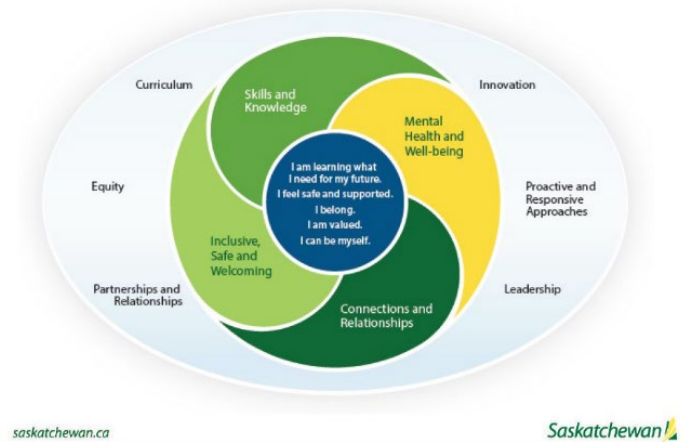 Curriculum
Innovation
Skills and
Knowledge
Mental
Health and
Well-being
I am learning what
I need for my future.
I feel safe and supported.
I belong.
I am valued.
I can be myself.
Equity
Proactive and
Responsive
Approaches
Inclusive,
Safe and
Welcoming
Partnerships and
Relationships
Connections and
Relationships
Leadership
saskatchewan.ca
Saskatchewan